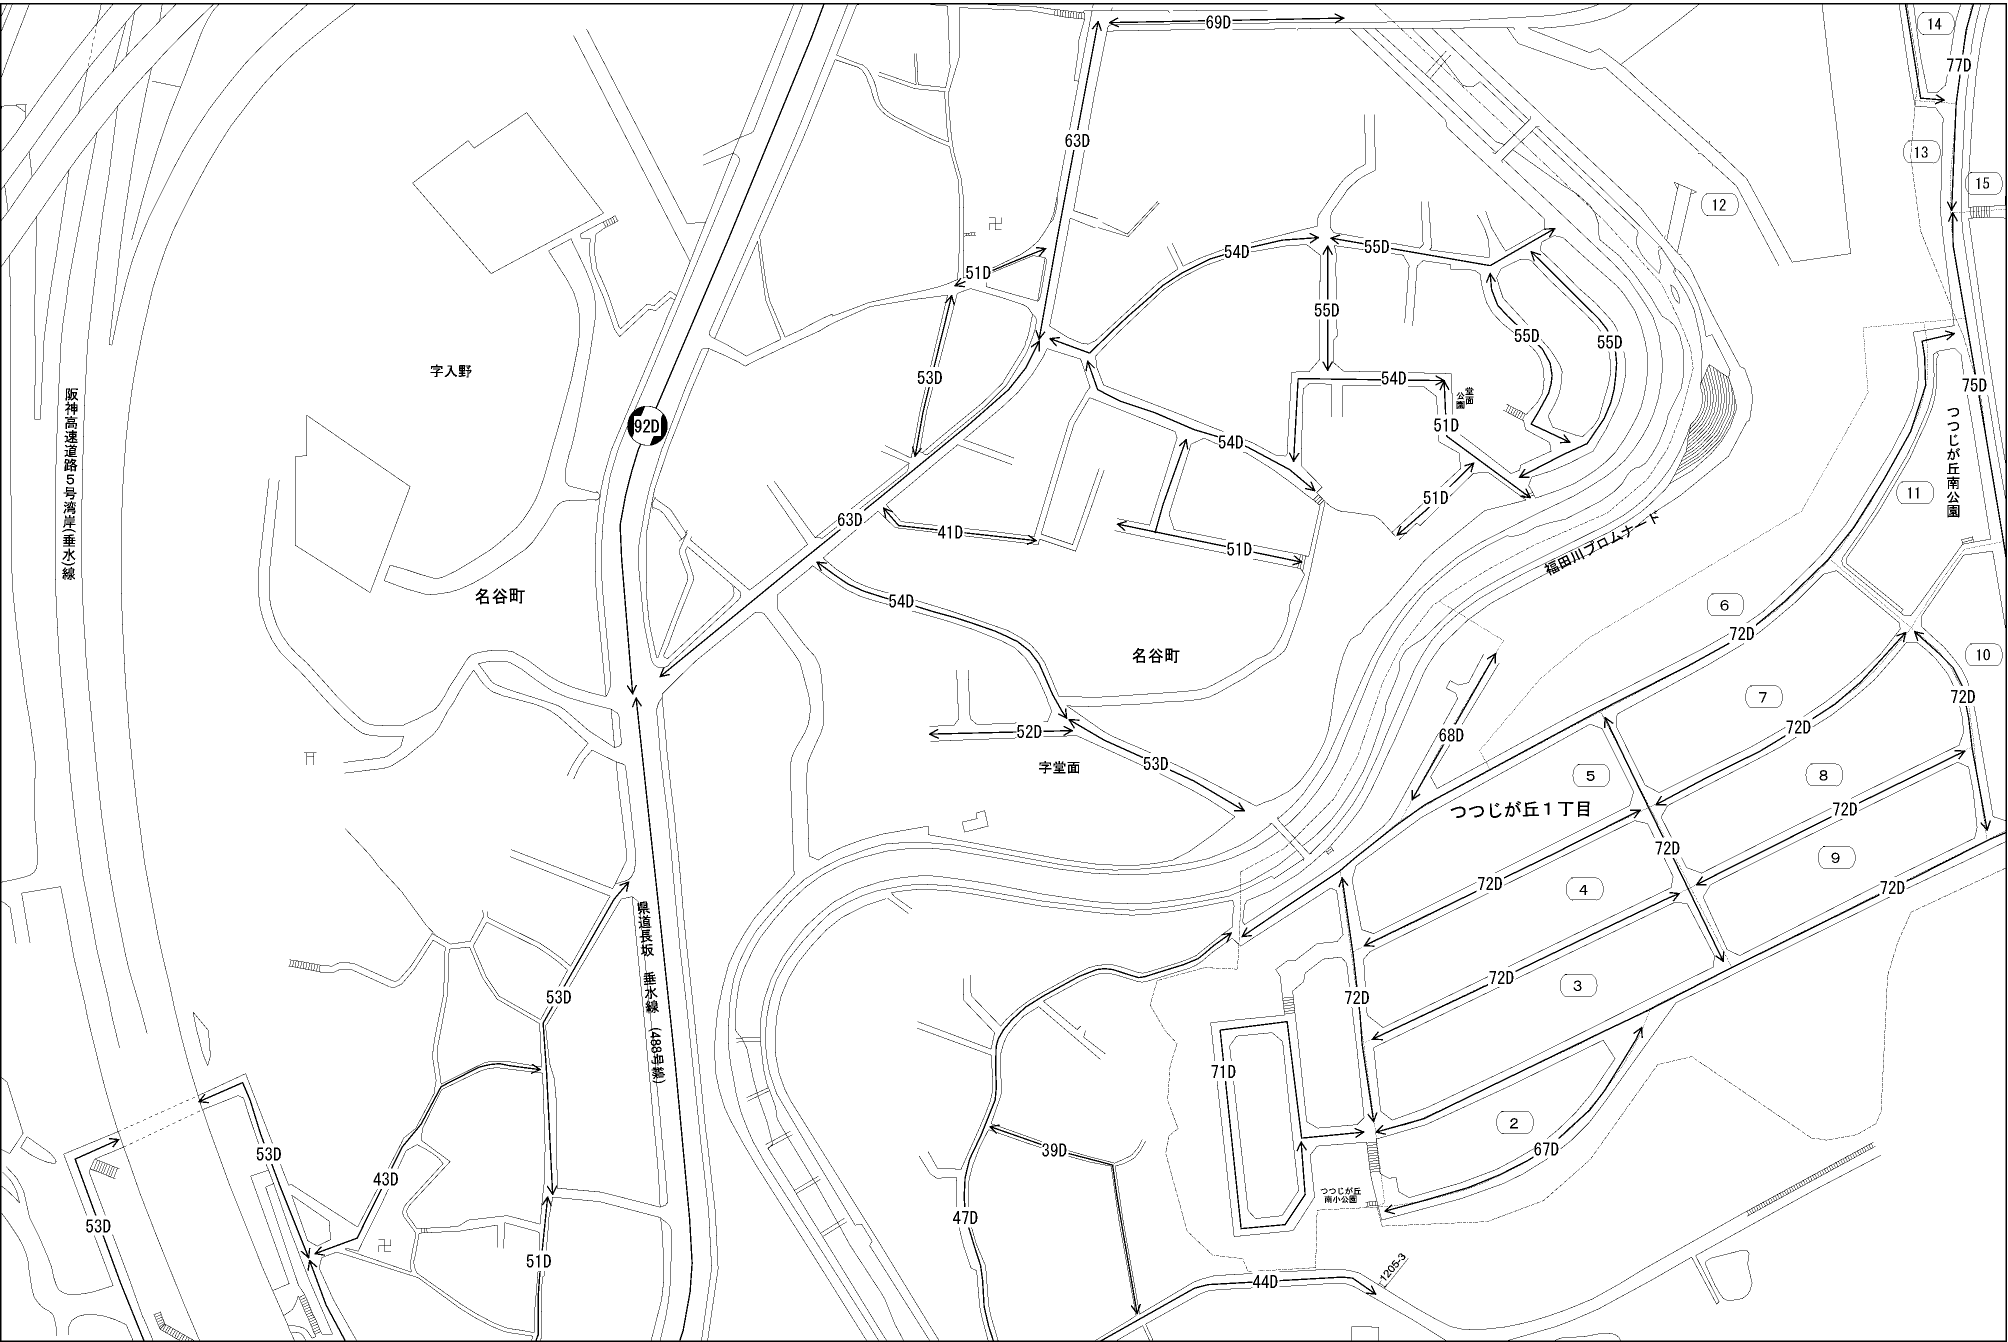 69D
14
77D
63D
13
15
12
51D
54D
55D
55D
字入野
53D
55D
55D
54D
堂面
公園
75D
阪神高速道路5号湾岸(垂水)線
92D
51D
54D
つつじが丘南公園
11
51D
63D
41D
51D
福田川プロムナード
名谷町
54D
6
72D
名谷町
10
7
72D
72D
52D
68D
53D
字堂面
5
8
つつじが丘1丁目
72D
72D
9
72D
4
72D
県道長坂 垂水線 (488号線)
53D
72D
3
72D
71D
2
39D
67D
53D
43D
つつじが丘
南小公園
47D
53D
51D
44D
1205-3